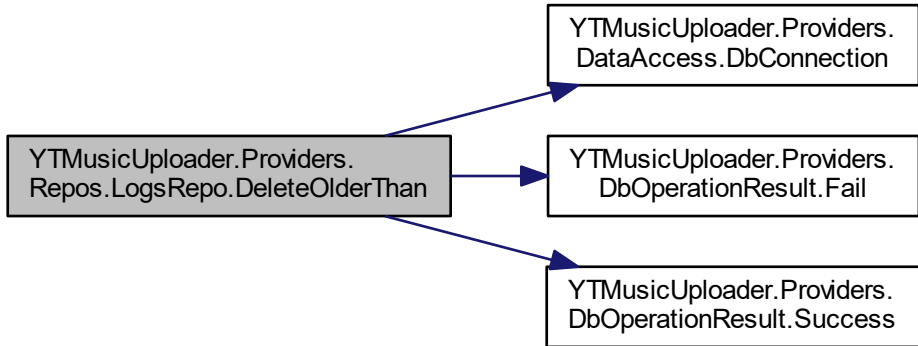 YTMusicUploader.Providers.
DataAccess.DbConnection
YTMusicUploader.Providers.
Repos.LogsRepo.DeleteOlderThan
YTMusicUploader.Providers.
DbOperationResult.Fail
YTMusicUploader.Providers.
DbOperationResult.Success